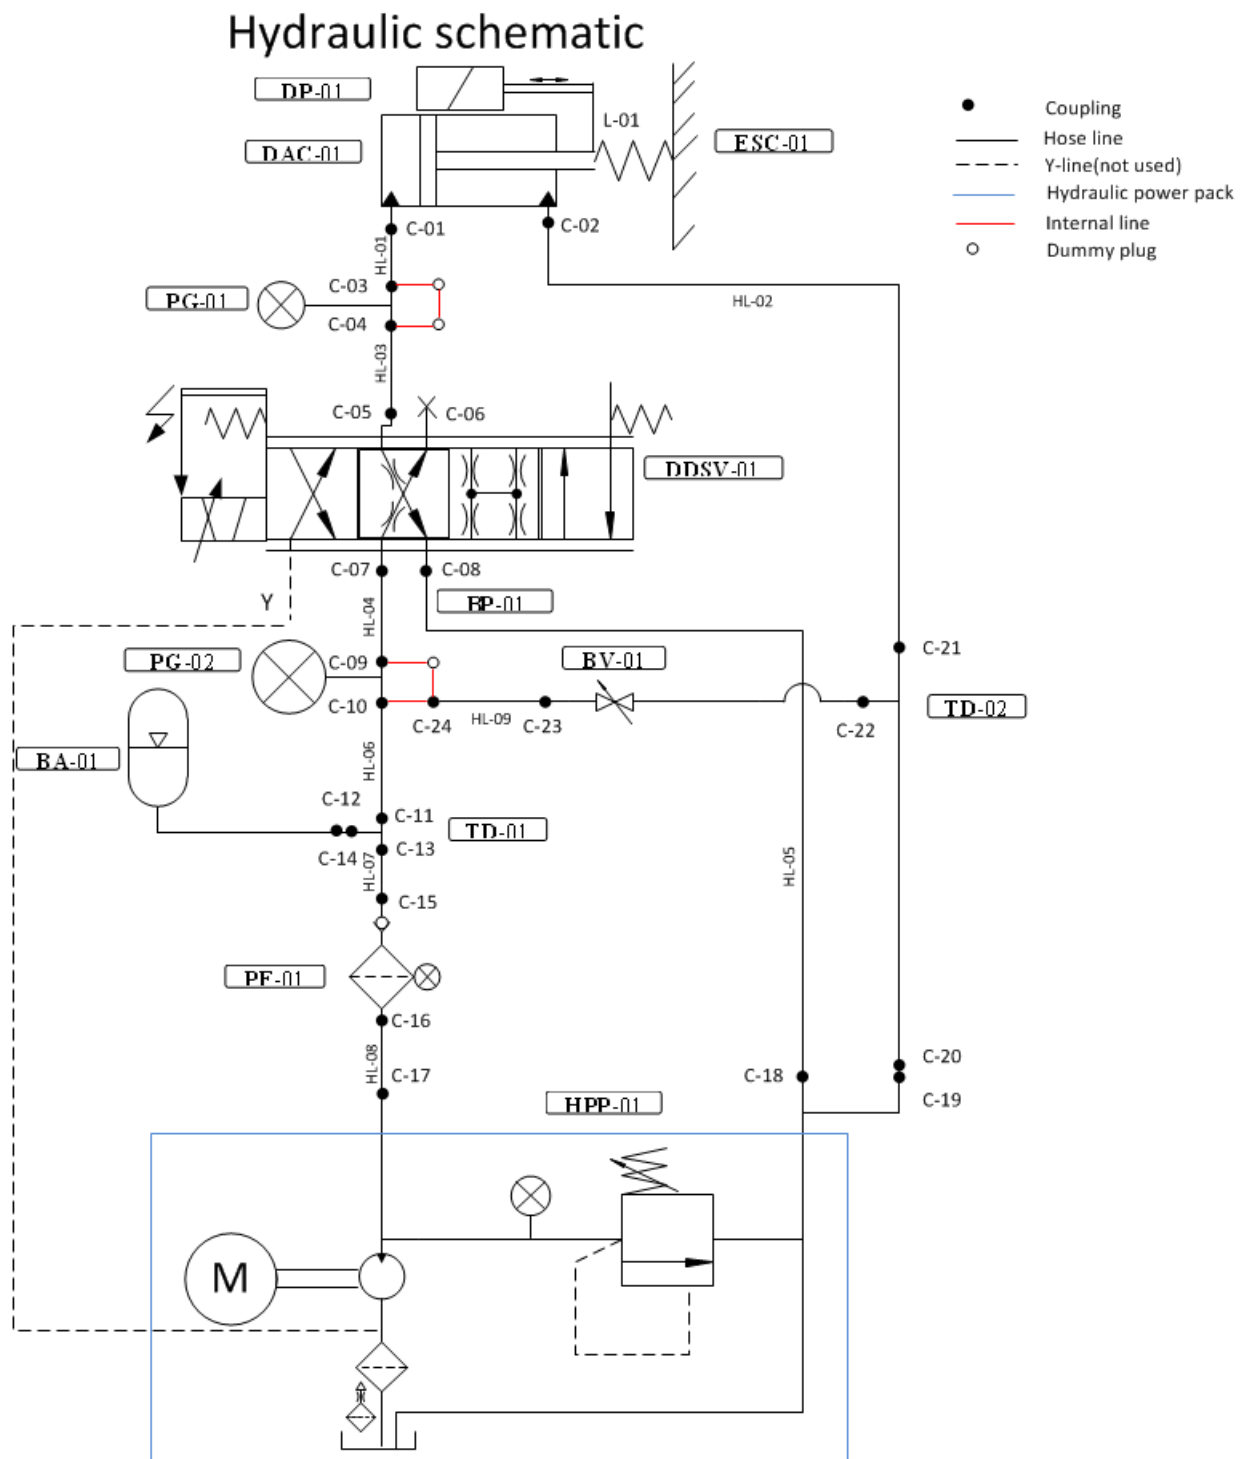 Hydraulic schematic
DP-01
Coupling
L-01
Hose line
DAC-01
ESC-01
Y-line(not used)
Hydraulic power pack
C-01
C-02
Internal line
HL-01
Dummy plug
C-03
PG-01
HL-02
C-04
HL-03
C-05
C-06
DDSV-01
C-07
C-08
Y
HL-04
BP-01
C-21
PG-02
C-09
BV-01
C-10
C-24
HL-09
C-23
C-22
TD-02
BA-01
HL-06
C-12
C-11
TD-01
C-14
C-13
HL-07
HL-05
C-15
PF-01
C-16
C-20
HL-08
C-17
C-18
C-19
HPP-01
M